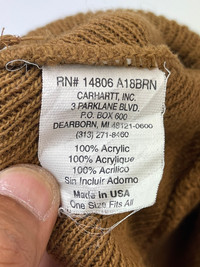 RN# 14806 A18BRN
CARHARTT, INC.
3 PARKLANE BLVD.
P.O. BOX 600
DEARBORN, MI 48121-0600
(313) 271-8460
100% Acrylic
100% Acrylique
100% Acrilico
Sin Incluir Adorno
Made in USA
One Size Fits All